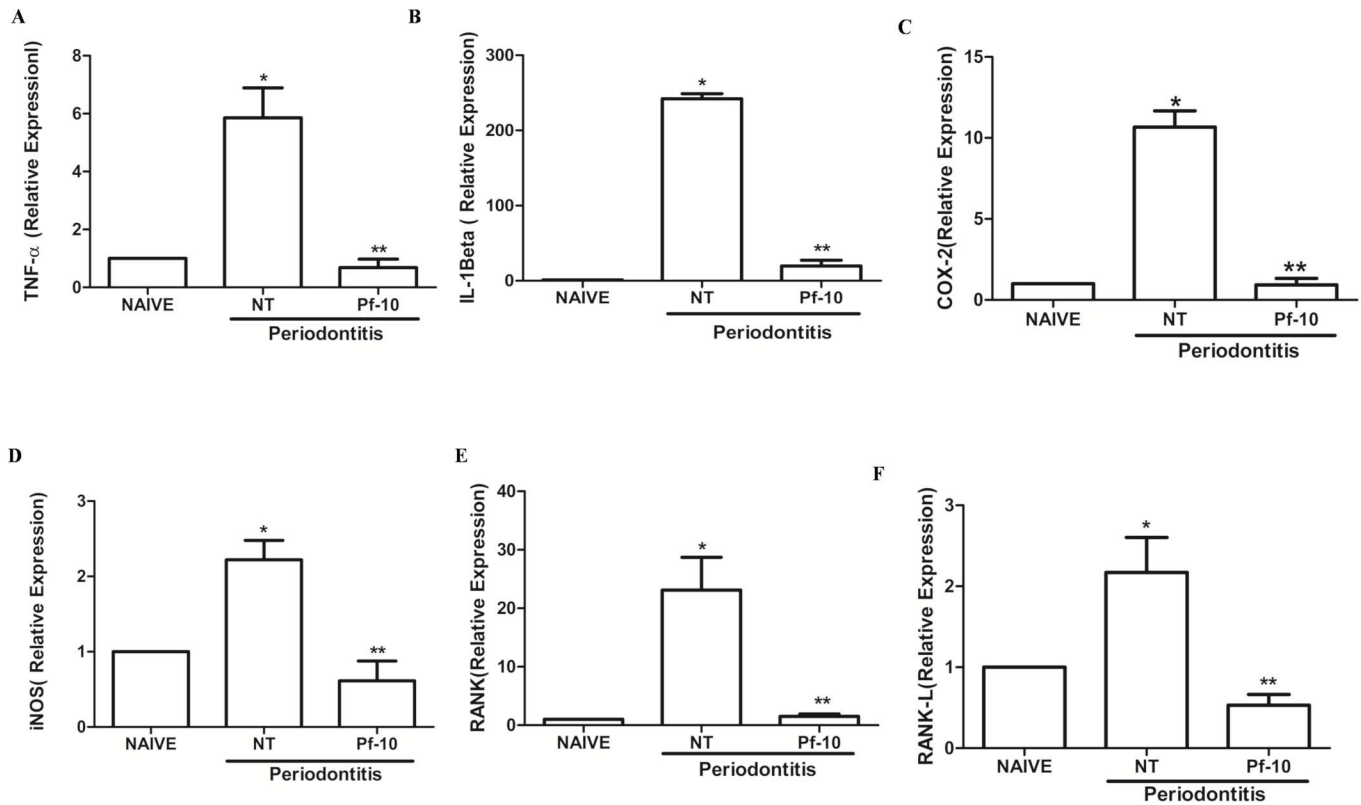 A
TNF-α (Relative Expressionl)
8
6
4
2
0
*
**
NAIVE
NT
Pf-10
Periodontitis
B
IL-1Beta ( Relative Expression)
300
200
100
0
*
**
NAIVE
NT
Pf-10
Periodontitis
C
COX-2(Relative Expression)
15
10
5
0
*
**
NAIVE
NT
Pf-10
Periodontitis
D
iNOS( Relative Expression)
3
2
1
0
*
**
NAIVE
NT
Pf-10
Periodontitis
E
RANK(Relative Expression)
40
30
20
10
0
*
**
NAIVE
NT
Pf-10
Periodontitis
F
RANK-L(Relative Expression)
3
2
1
0
*
**
NAIVE
NT
Pf-10
Periodontitis